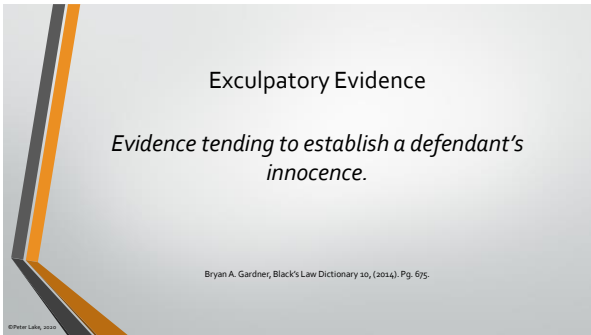 Exculpatory Evidence
Evidence tending to establish a defendant's
innocence.
Bryan A. Gardner, Black's Law Dictionary 10, (2014). Pg. 675.
©Peter Lake, 2020